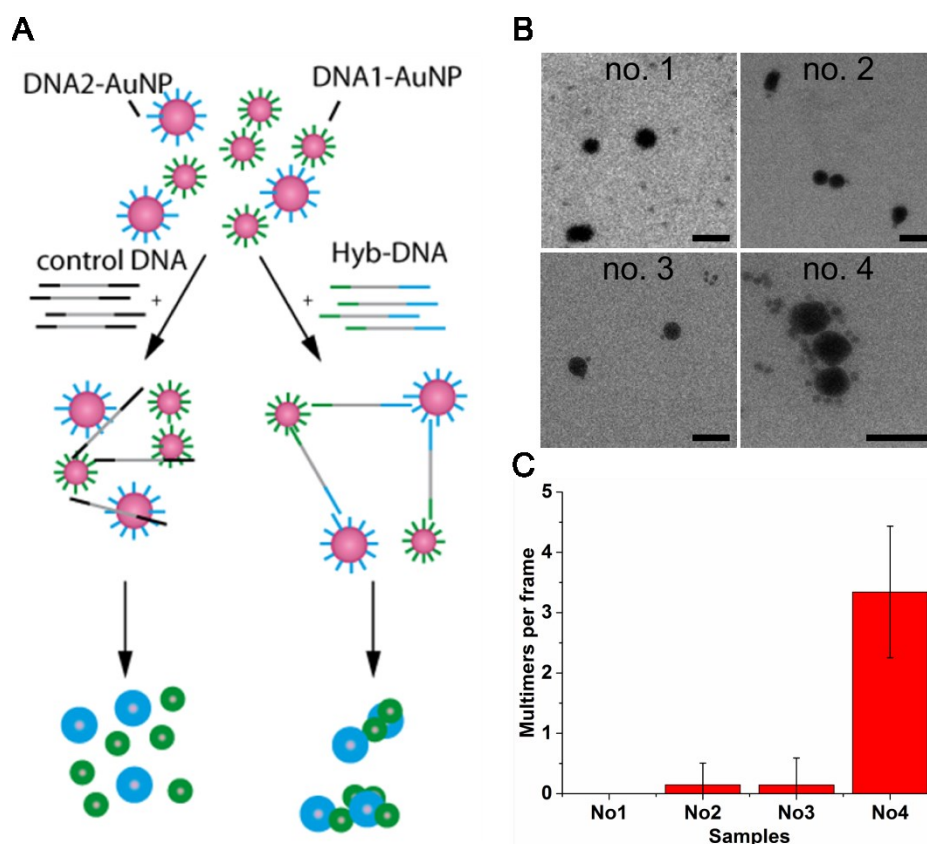 A
DNA2-AuNP
DNA1-AuNP
control DNA
+
Hyb-DNA
+
B
no. 1
no. 2
no. 3
no. 4
C
Multimers per frame
5
4
3
2
1
0
No1 No2 No3 No4
Samples